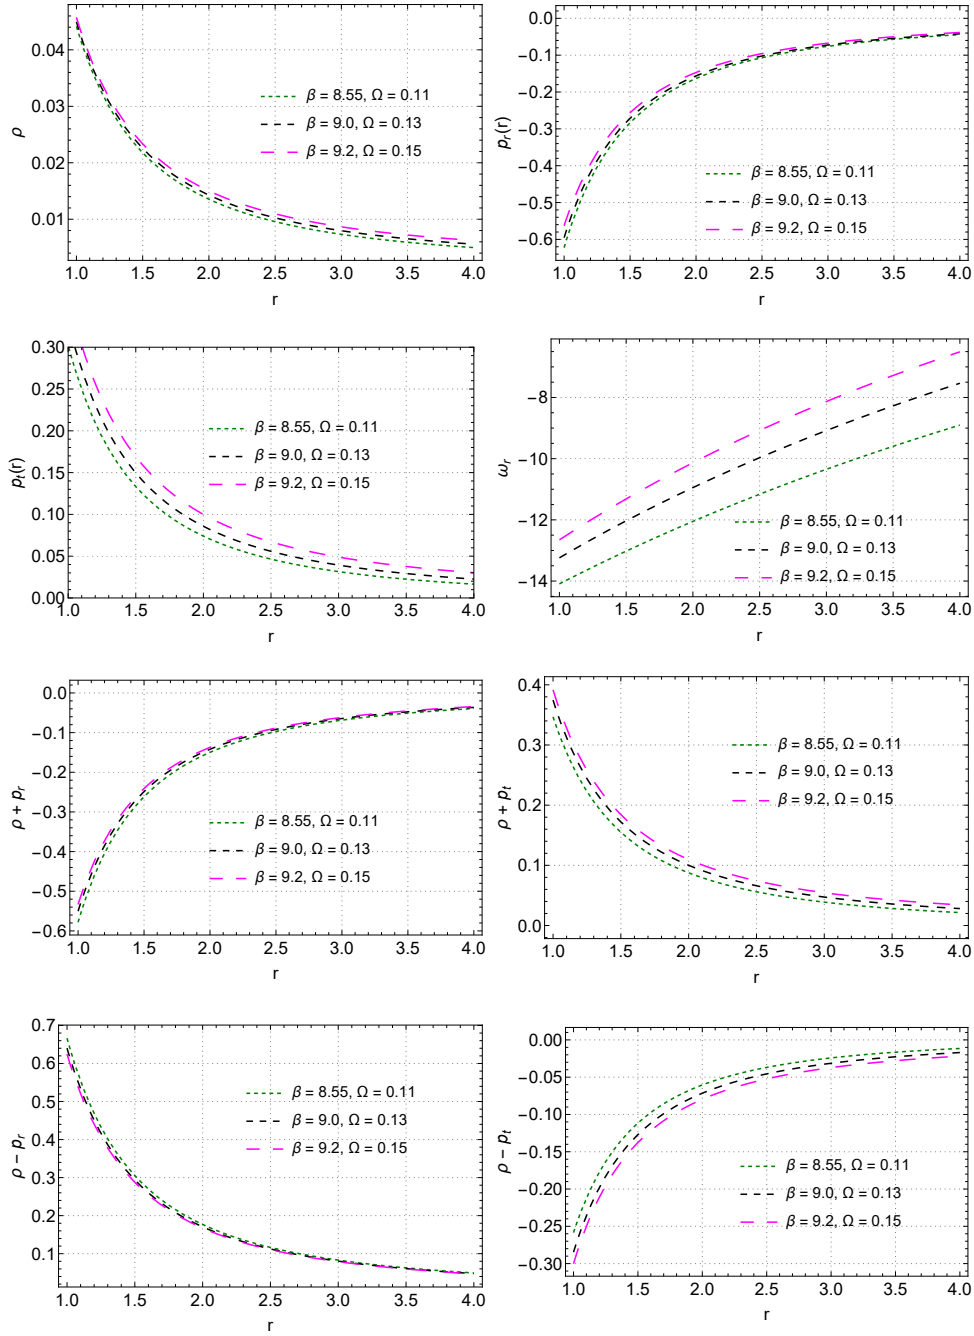 0.04
0.03
0.02
0.01
ρ
β = 8.55, Ω = 0.11
β = 9.0, Ω = 0.13
β = 9.2, Ω = 0.15
1.0 1.5 2.0 2.5 3.0 3.5 4.0
r
0.0
−0.1
−0.2
−0.3
−0.4
−0.5
−0.6
pr(r)
β = 8.55, Ω = 0.11
β = 9.0, Ω = 0.13
β = 9.2, Ω = 0.15
1.0 1.5 2.0 2.5 3.0 3.5 4.0
r
0.30
0.25
0.20
0.15
0.10
0.05
0.00
pt(r)
β = 8.55, Ω = 0.11
β = 9.0, Ω = 0.13
β = 9.2, Ω = 0.15
1.0 1.5 2.0 2.5 3.0 3.5 4.0
r
−8
−10
−12
−14
ωr
β = 8.55, Ω = 0.11
β = 9.0, Ω = 0.13
β = 9.2, Ω = 0.15
1.0 1.5 2.0 2.5 3.0 3.5 4.0
r
0.0
−0.1
−0.2
−0.3
−0.4
−0.5
−0.6
ρ + pr
β = 8.55, Ω = 0.11
β = 9.0, Ω = 0.13
β = 9.2, Ω = 0.15
1.0 1.5 2.0 2.5 3.0 3.5 4.0
r
0.4
0.3
0.2
0.1
0.0
ρ + pt
β = 8.55, Ω = 0.11
β = 9.0, Ω = 0.13
β = 9.2, Ω = 0.15
1.0 1.5 2.0 2.5 3.0 3.5 4.0
r
0.7
0.6
0.5
0.4
0.3
0.2
0.1
ρ − pr
β = 8.55, Ω = 0.11
β = 9.0, Ω = 0.13
β = 9.2, Ω = 0.15
1.0 1.5 2.0 2.5 3.0 3.5 4.0
r
0.00
−0.05
−0.10
−0.15
−0.20
−0.25
−0.30
ρ − pt
β = 8.55, Ω = 0.11
β = 9.0, Ω = 0.13
β = 9.2, Ω = 0.15
1.0 1.5 2.0 2.5 3.0 3.5 4.0
r